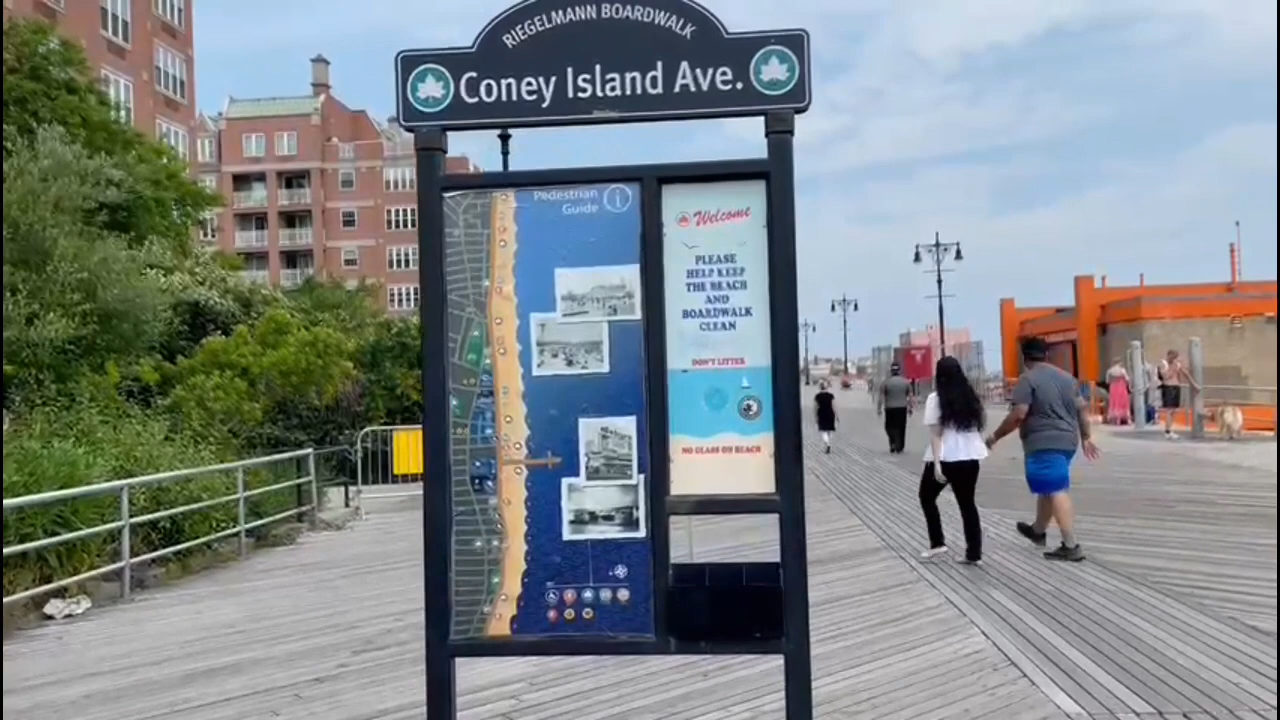 RIEGELMANN BOARDWALK
Coney Island Ave.
Pedestrian
Guide
i
Welcome
PLEASE
HELP KEEP
THE BEACH
AND
BOARDWALK
CLEAN
DON'T LITTER
NO GLASS ON BEACH